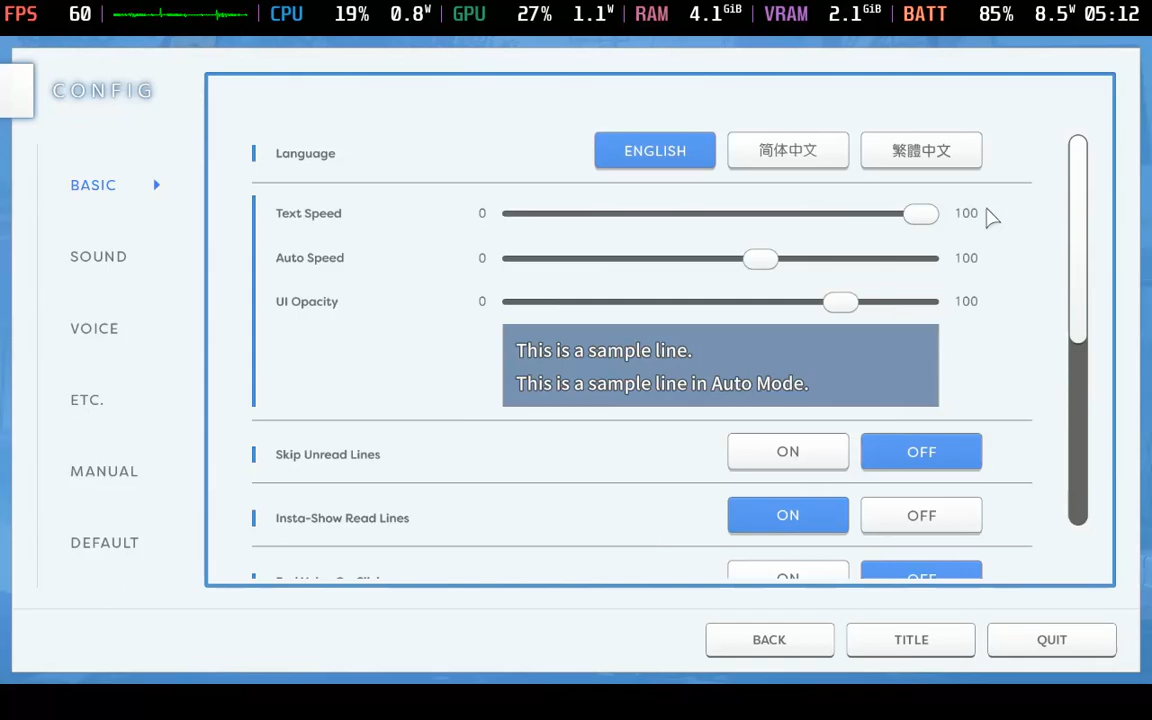 FPS 60 CPU 19% 0.8W GPU 27% 1.1W RAM 4.1GiB VRAM 2.1GiB BATT 85% 8.5W 05:12
CONFIG
BASIC
SOUND
VOICE
ETC.
MANUAL
DEFAULT
Language ENGLISH 简体中文 繁體中文
Text Speed 0 100
Auto Speed 0 100
UI Opacity 0 100
This is a sample line.
This is a sample line in Auto Mode.
Skip Unread Lines ON OFF
Insta-Show Read Lines ON OFF
ON OFF
BACK TITLE QUIT